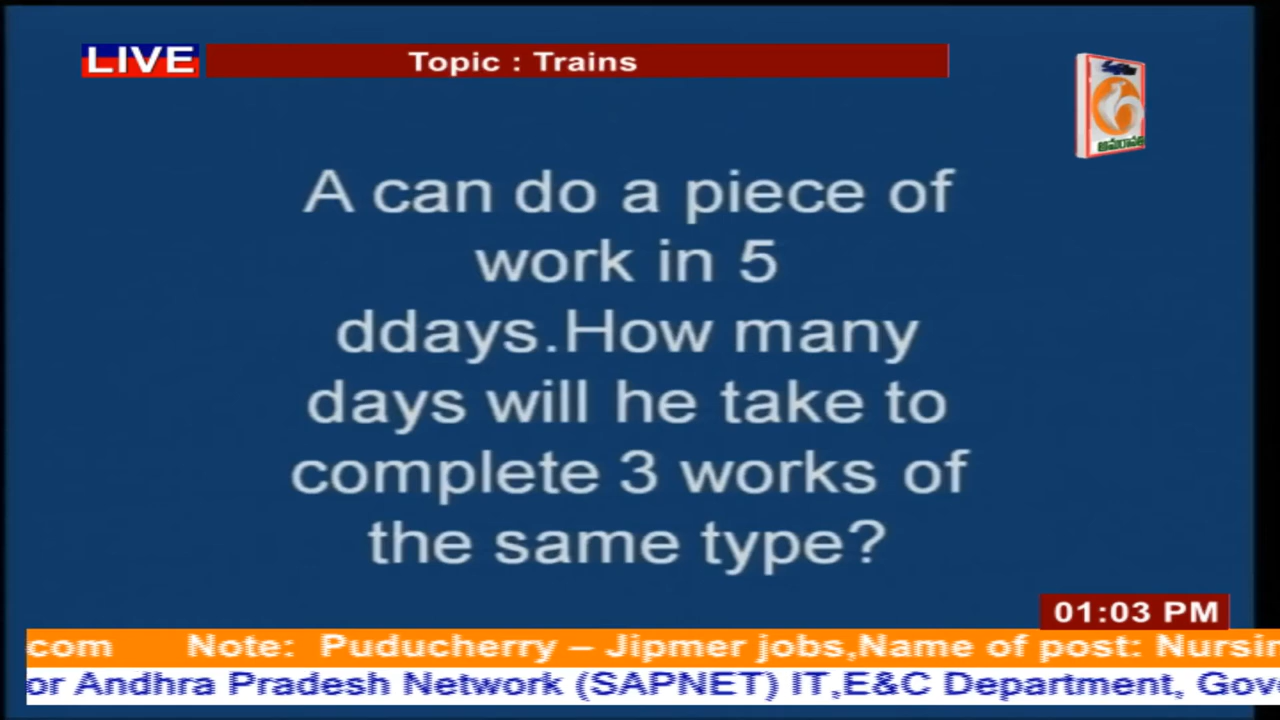 LIVE
Topic : Trains
అమరావతి
A can do a piece of
work in 5
ddays.How many
days will he take to
complete 3 works of
the same type?
01:03 PM
com Note: Puducherry – Jipmer jobs,Name of post: Nursin
or Andhra Pradesh Network (SAPNET) IT,E&C Department, Gov